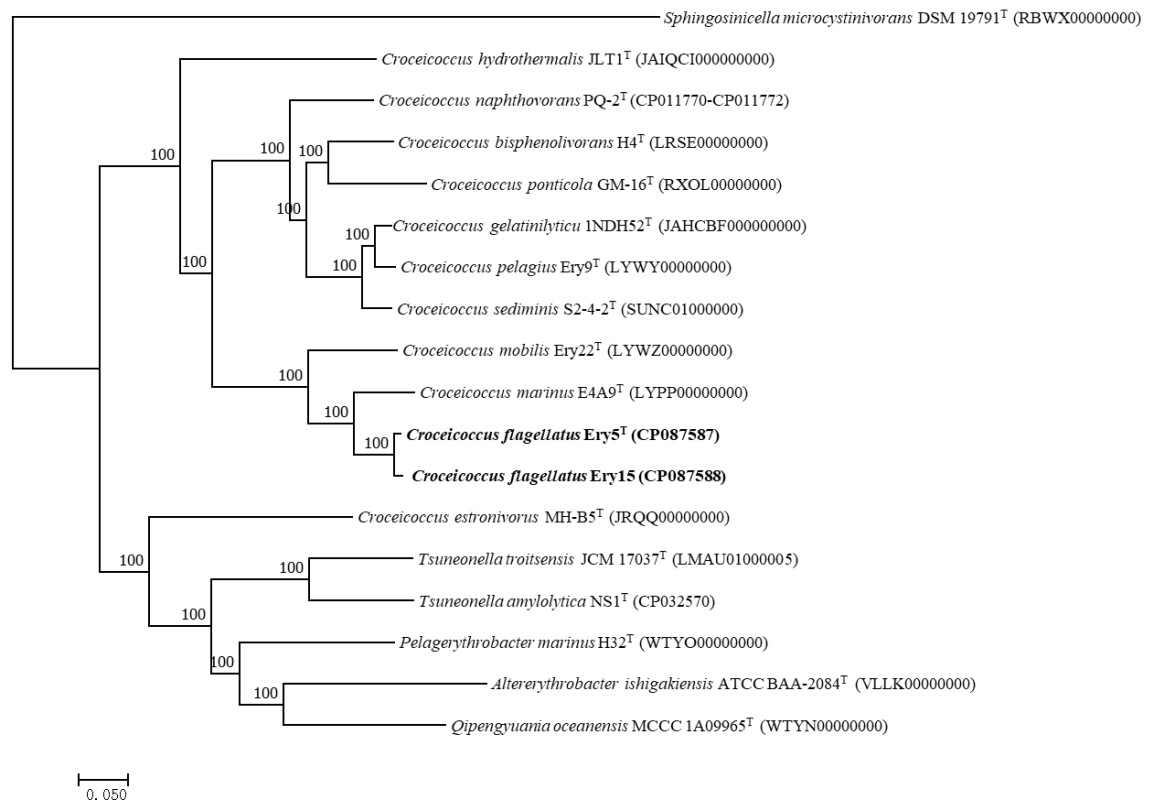 Sphingosinicella microcystinivorans DSM 19791T (RBWX00000000)
Croceicoccus hydrothermalis JLT1T (JAIQCI000000000)
Croceicoccus naphthovorans PQ-2T (CP011770-CP011772)
100
100
100
Croceicoccus bisphenolivorans H4T (LRSE00000000)
Croceicoccus ponticola GM-16T (RXOL00000000)
100
Croceicoccus gelatinilyticu 1NDH52T (JAHCBF000000000)
100
100
100
Croceicoccus pelagius Ery9T (LYWY00000000)
Croceicoccus sediminis S2-4-2T (SUNC01000000)
Croceicoccus mobilis Ery22T (LYWZ00000000)
100
Croceicoccus marinus E4A9T (LYPP00000000)
100
Croceicoccus flagellatus Ery5T (CP087587)
100
Croceicoccus flagellatus Ery15 (CP087588)
Croceicoccus estronivorus MH-B5T (JRQQ00000000)
100
100
Tsuneonella troitsensis JCM 17037T (LMAU01000005)
Tsuneonella amylolytica NS1T (CP032570)
100
Pelagerythrobacter marinus H32T (WTYO00000000)
100
Altererythrobacter ishigakiensis ATCC BAA-2084T (VLLK00000000)
100
Qipengyuania oceanensis MCCC 1A09965T (WTYN00000000)
0.050